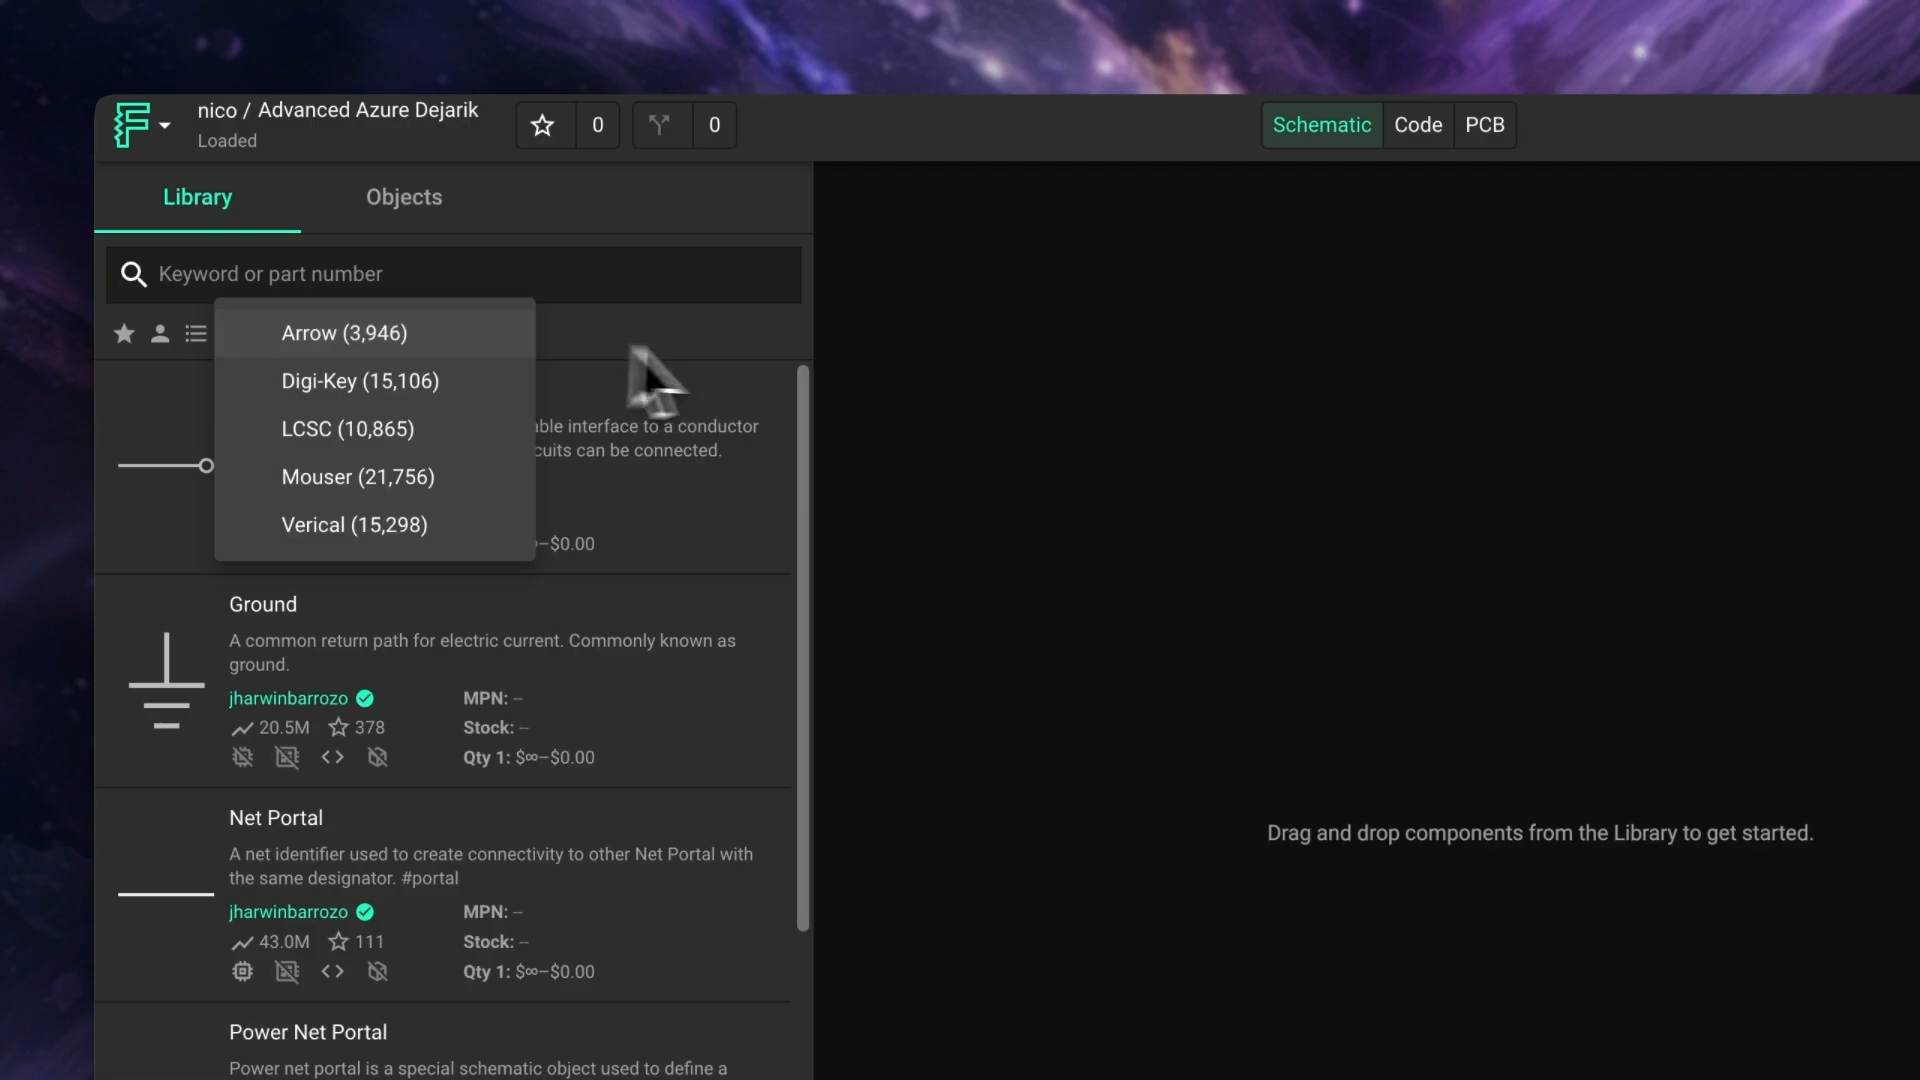 nico / Advanced Azure Dejarik
Loaded
0
0
Schematic
Code
PCB
Library
Objects
Keyword or part number
Arrow (3,946)
Digi-Key (15,106)
LCSC (10,865)
Mouser (21,756)
Verical (15,298)
interface to a conductor
can be connected.
–$0.00
Ground
A common return path for electric current. Commonly known as
ground.
jharwinbarrozo
MPN: --
20.5M
378
Stock: --
Qty 1: $∞–$0.00
Net Portal
A net identifier used to create connectivity to other Net Portal with
the same designator. #portal
jharwinbarrozo
MPN: --
43.0M
111
Stock: --
Qty 1: $∞–$0.00
Power Net Portal
Power net portal is a special schematic object used to define a
Drag and drop components from the Library to get started.